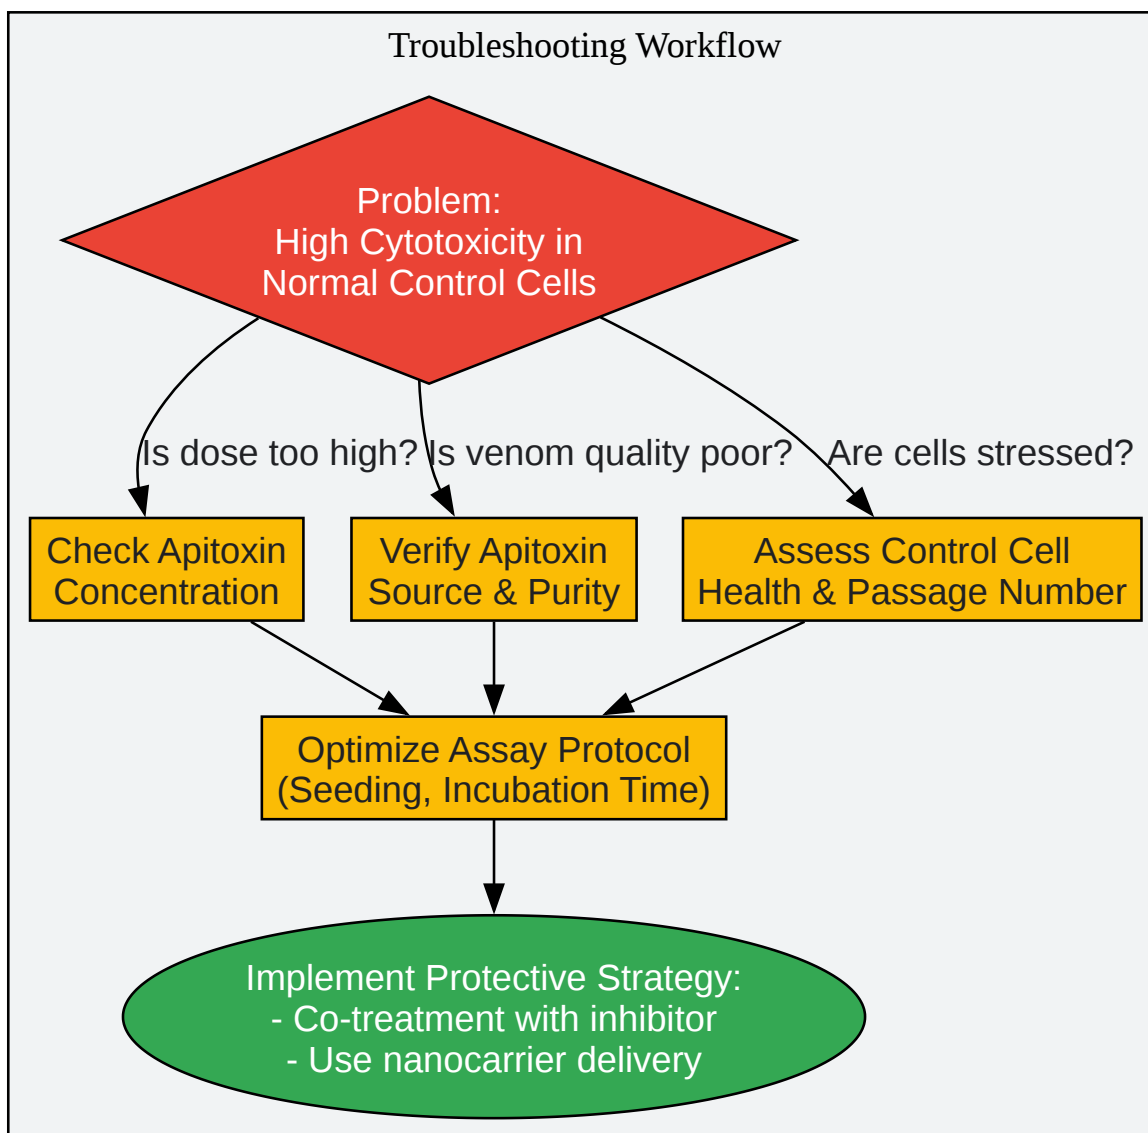 Troubleshooting Workflow
Problem:
High Cytotoxicity in
Normal Control Cells
Is dose too high?
Is venom quality poor?
Are cells stressed?
Check Apitoxin
Concentration
Verify Apitoxin
Source & Purity
Assess Control Cell
Health & Passage Number
Optimize Assay Protocol
(Seeding, Incubation Time)
Implement Protective Strategy:
- Co-treatment with inhibitor
- Use nanocarrier delivery